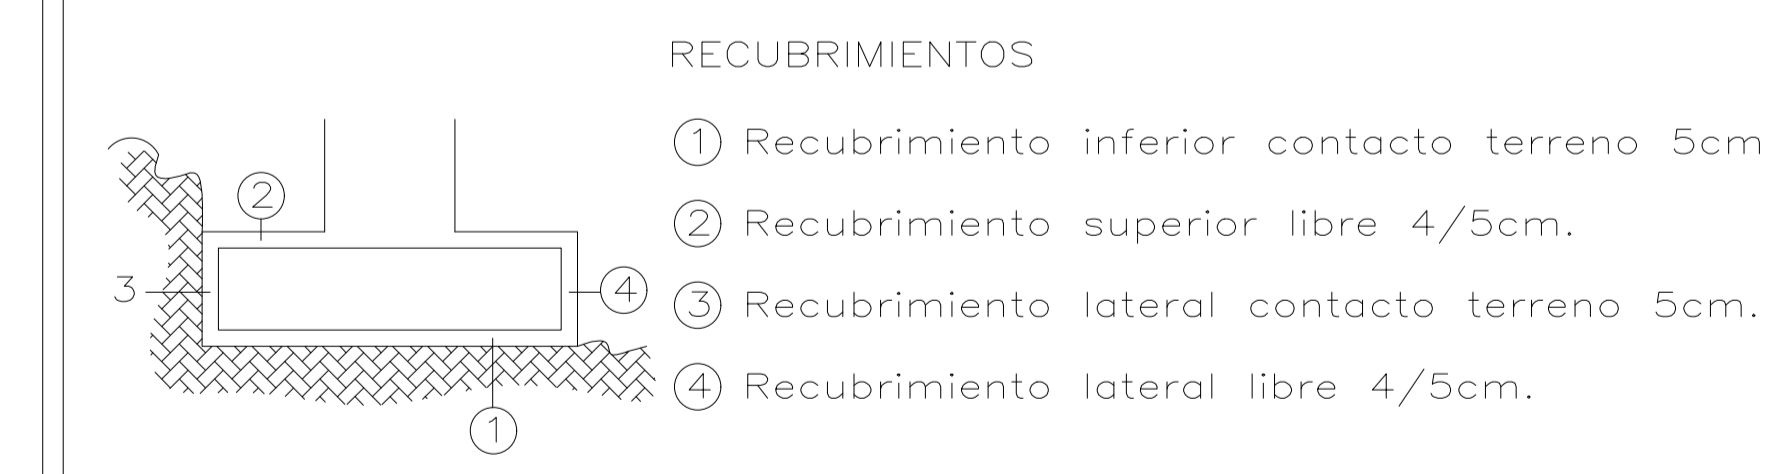 RECUBRIMIENTOS
1 Recubrimiento inferior contacto terreno 5cm
2 Recubrimiento superior libre 4/5cm.
3 Recubrimiento lateral contacto terreno 5cm.
4 Recubrimiento lateral libre 4/5cm.
2
3
4
1